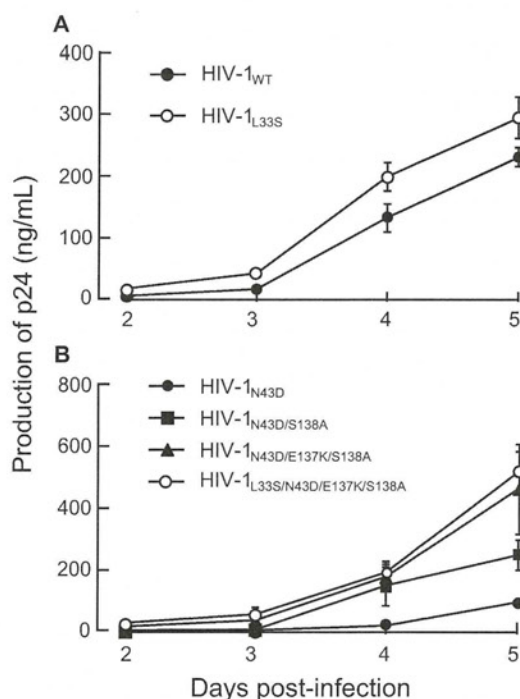 A
400
300
200
100
0
HIV-1WT
HIV-1L33S
2 3 4 5
Production of p24 (ng/mL)
B
800
600
400
200
0
HIV-1N43D
HIV-1N43D/S138A
HIV-1N43D/E137K/S138A
HIV-1L33S/N43D/E137K/S138A
2 3 4 5
Days post-infection